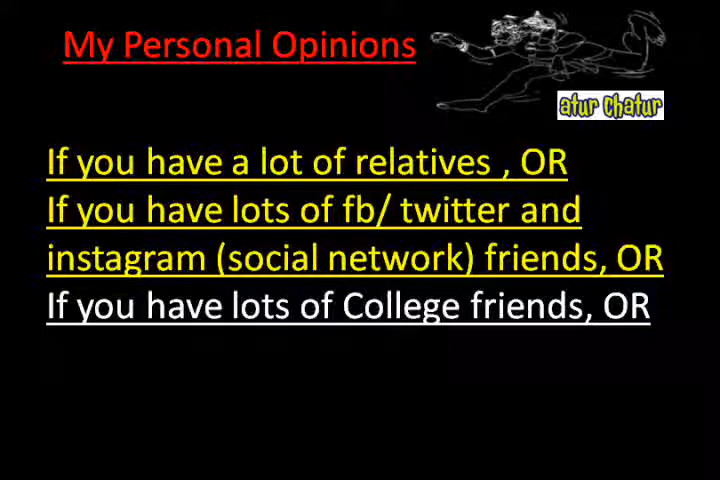 My Personal Opinions
atur chatur
If you have a lot of relatives , OR
If you have lots of fb/ twitter and
instagram (social network) friends, OR
If you have lots of College friends, OR